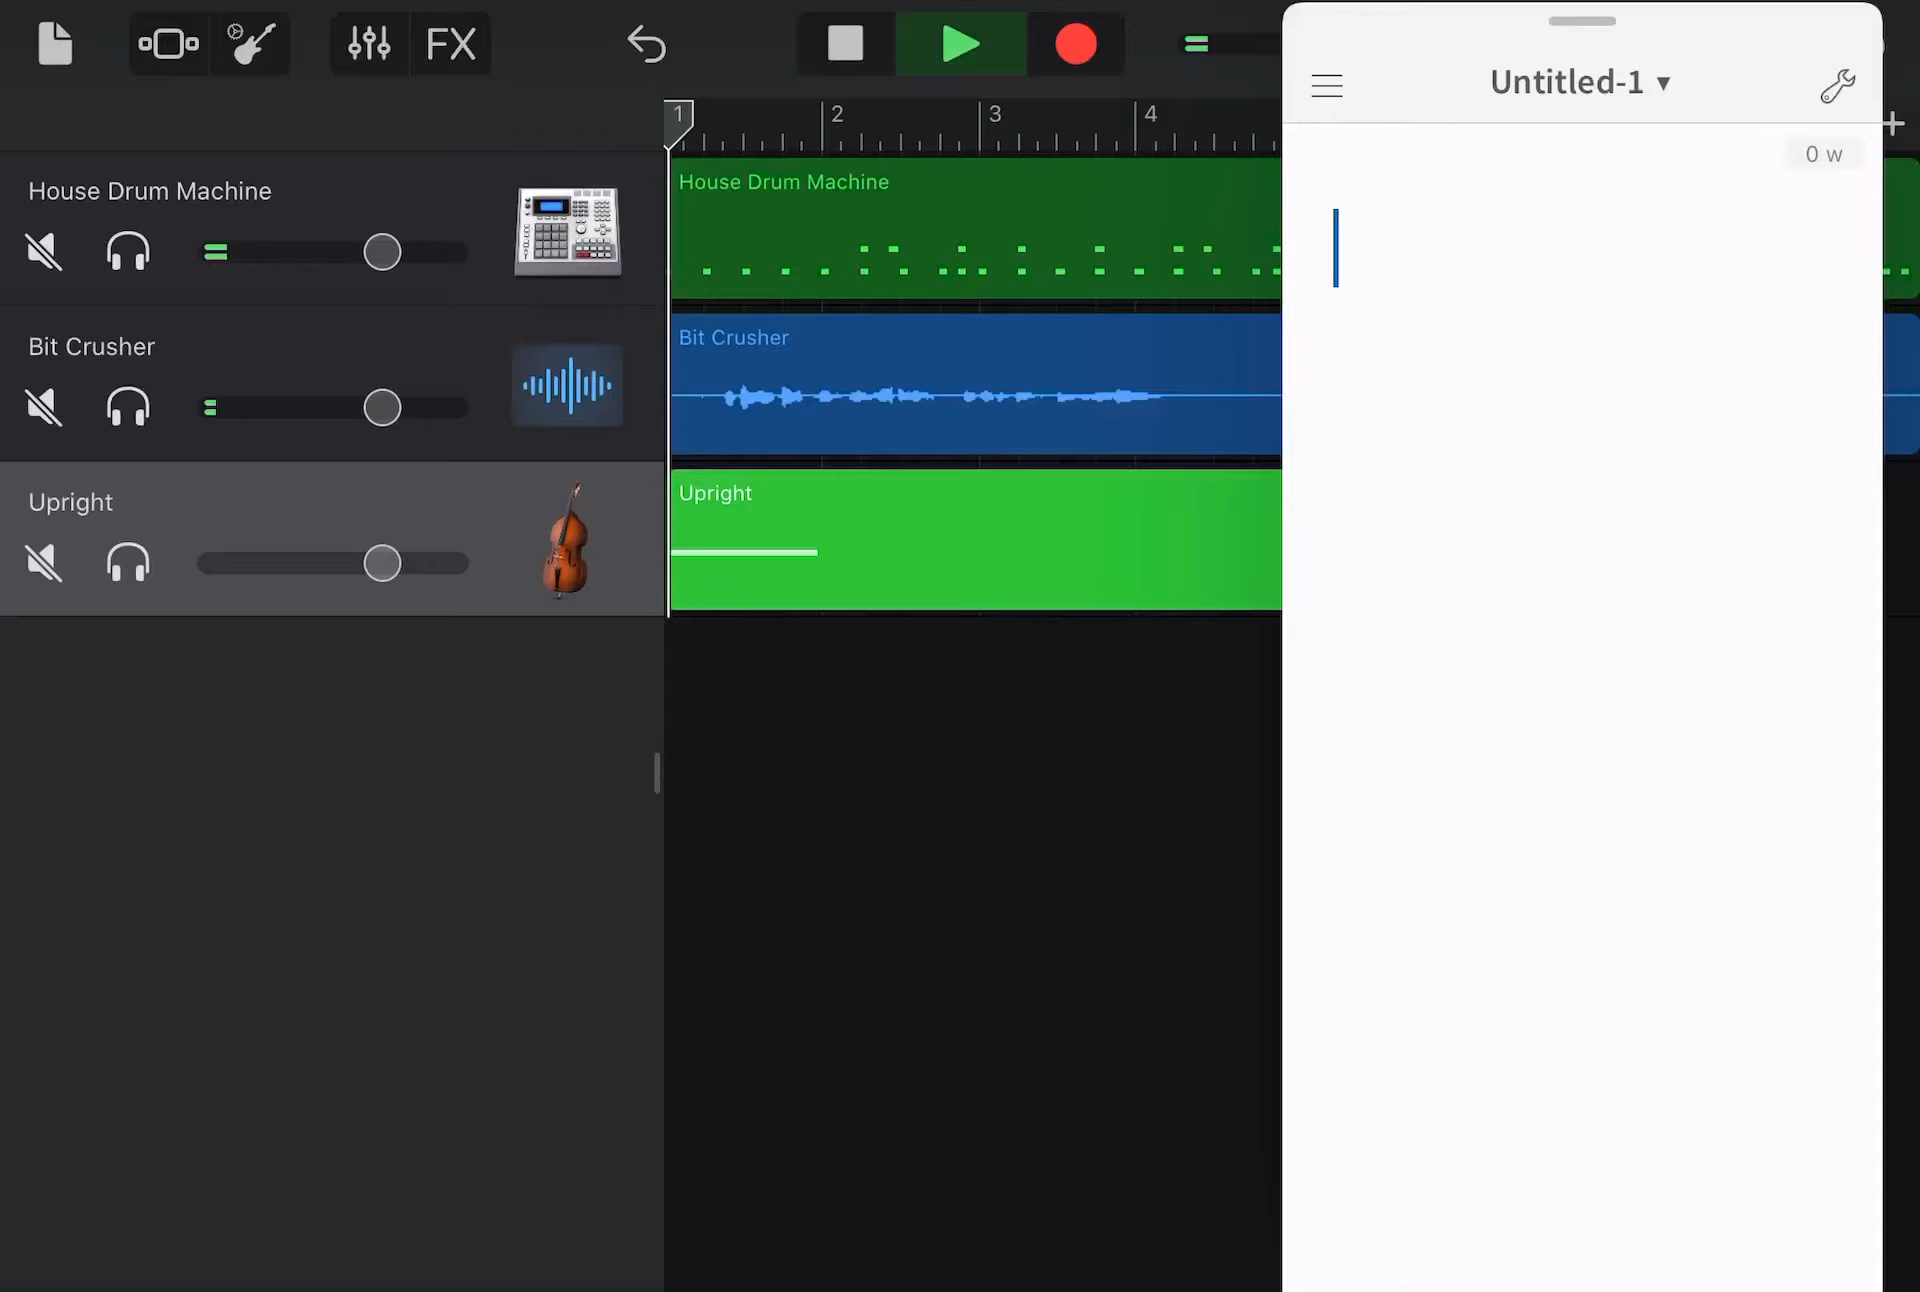 FX
Untitled-1 ▾
1 2 3 4
0 w
House Drum Machine
House Drum Machine
Bit Crusher
Bit Crusher
Upright
Upright